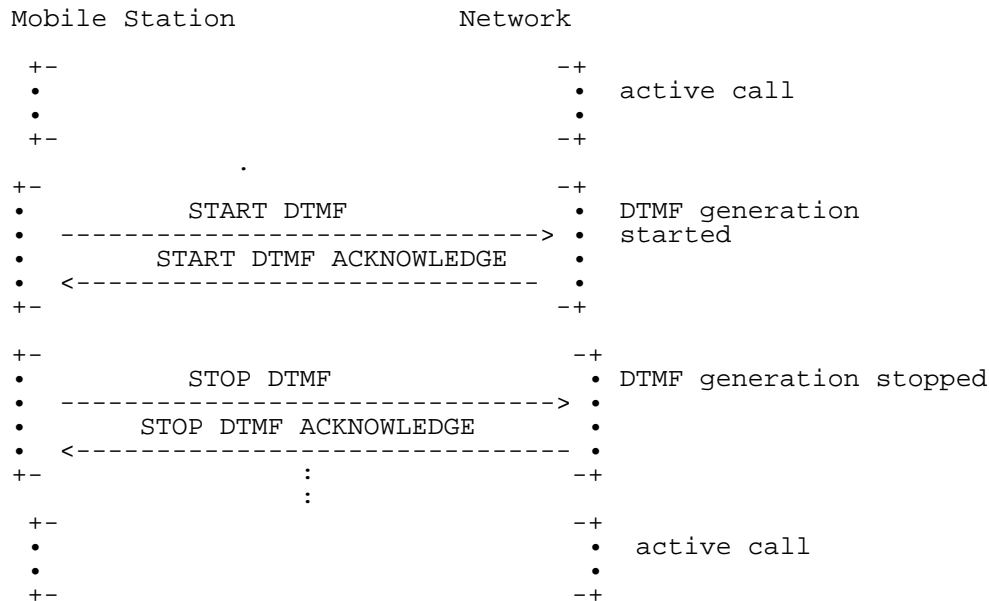 Mobile Station Network
+- -+
• • active call
• •
+- -+
.
+- -+
• START DTMF • DTMF generation
• -------------------------------> • started
• START DTMF ACKNOWLEDGE •
• <------------------------------ •
+- -+
+- -+
• STOP DTMF • DTMF generation stopped
• --------------------------------> •
• STOP DTMF ACKNOWLEDGE •
• <-------------------------------- •
+- : -+
:
+- -+
• • active call
• •
+- -+